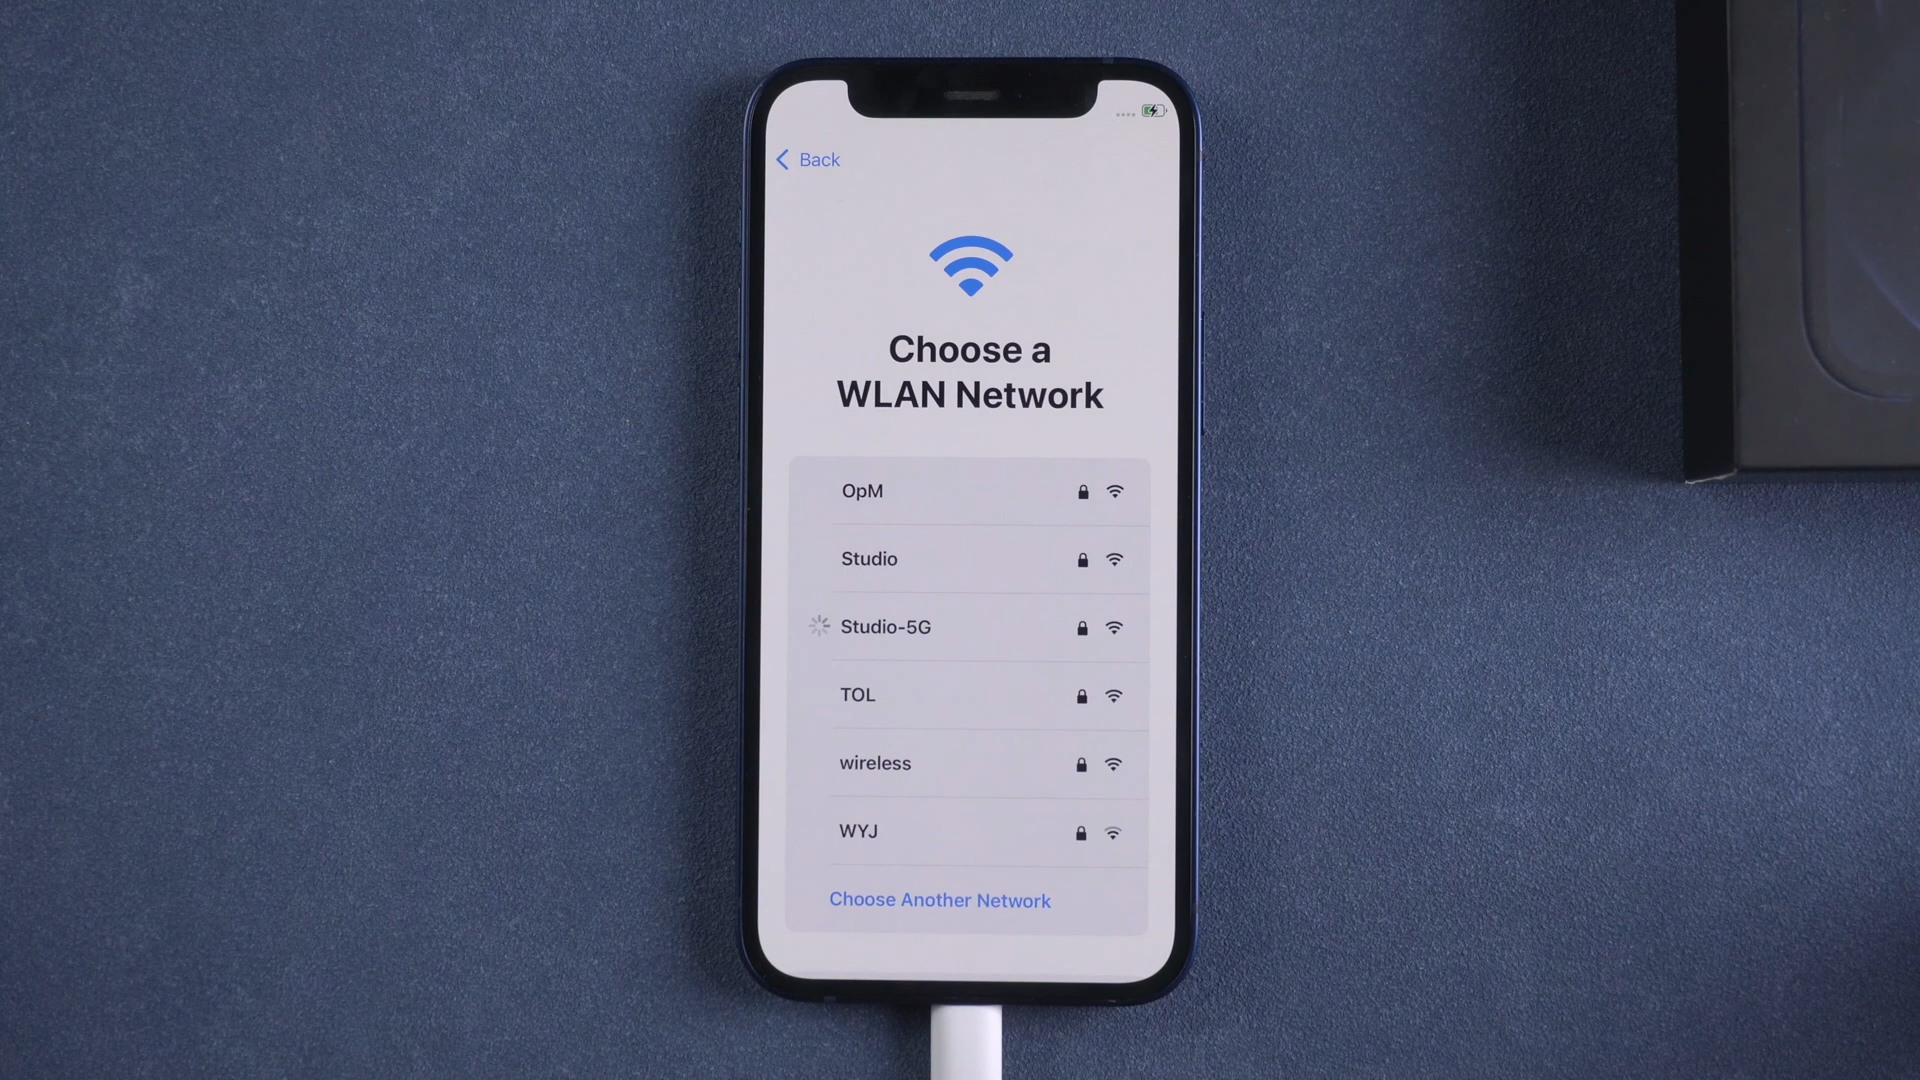 Back
Choose a
WLAN Network
OpM
Studio
Studio-5G
TOL
wireless
WYJ
Choose Another Network